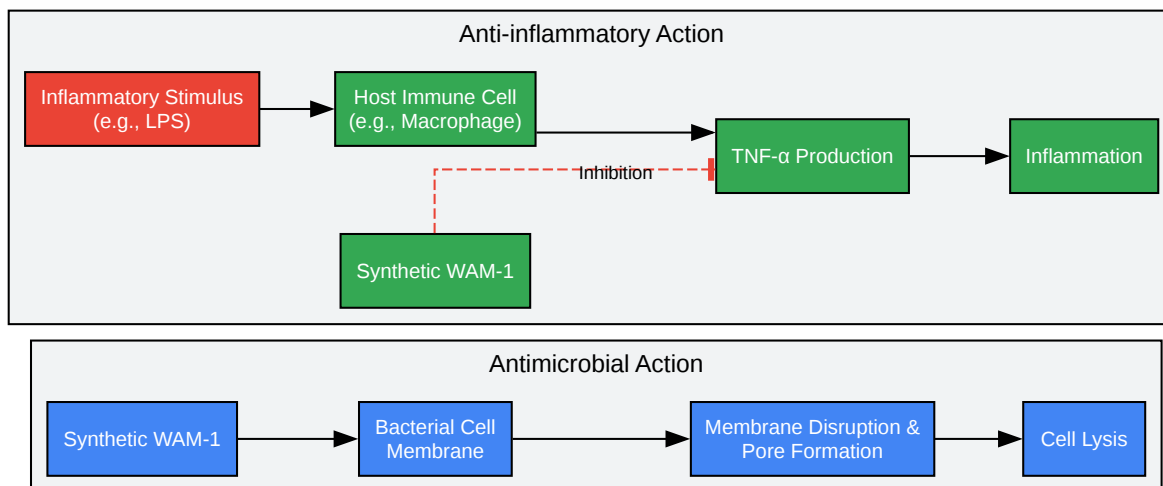 Anti-inflammatory Action
Inflammatory Stimulus
(e.g., LPS)
Host Immune Cell
(e.g., Macrophage)
TNF-α Production
Inflammation
Inhibition
Synthetic WAM-1
Antimicrobial Action
Synthetic WAM-1
Bacterial Cell
Membrane
Membrane Disruption &
Pore Formation
Cell Lysis